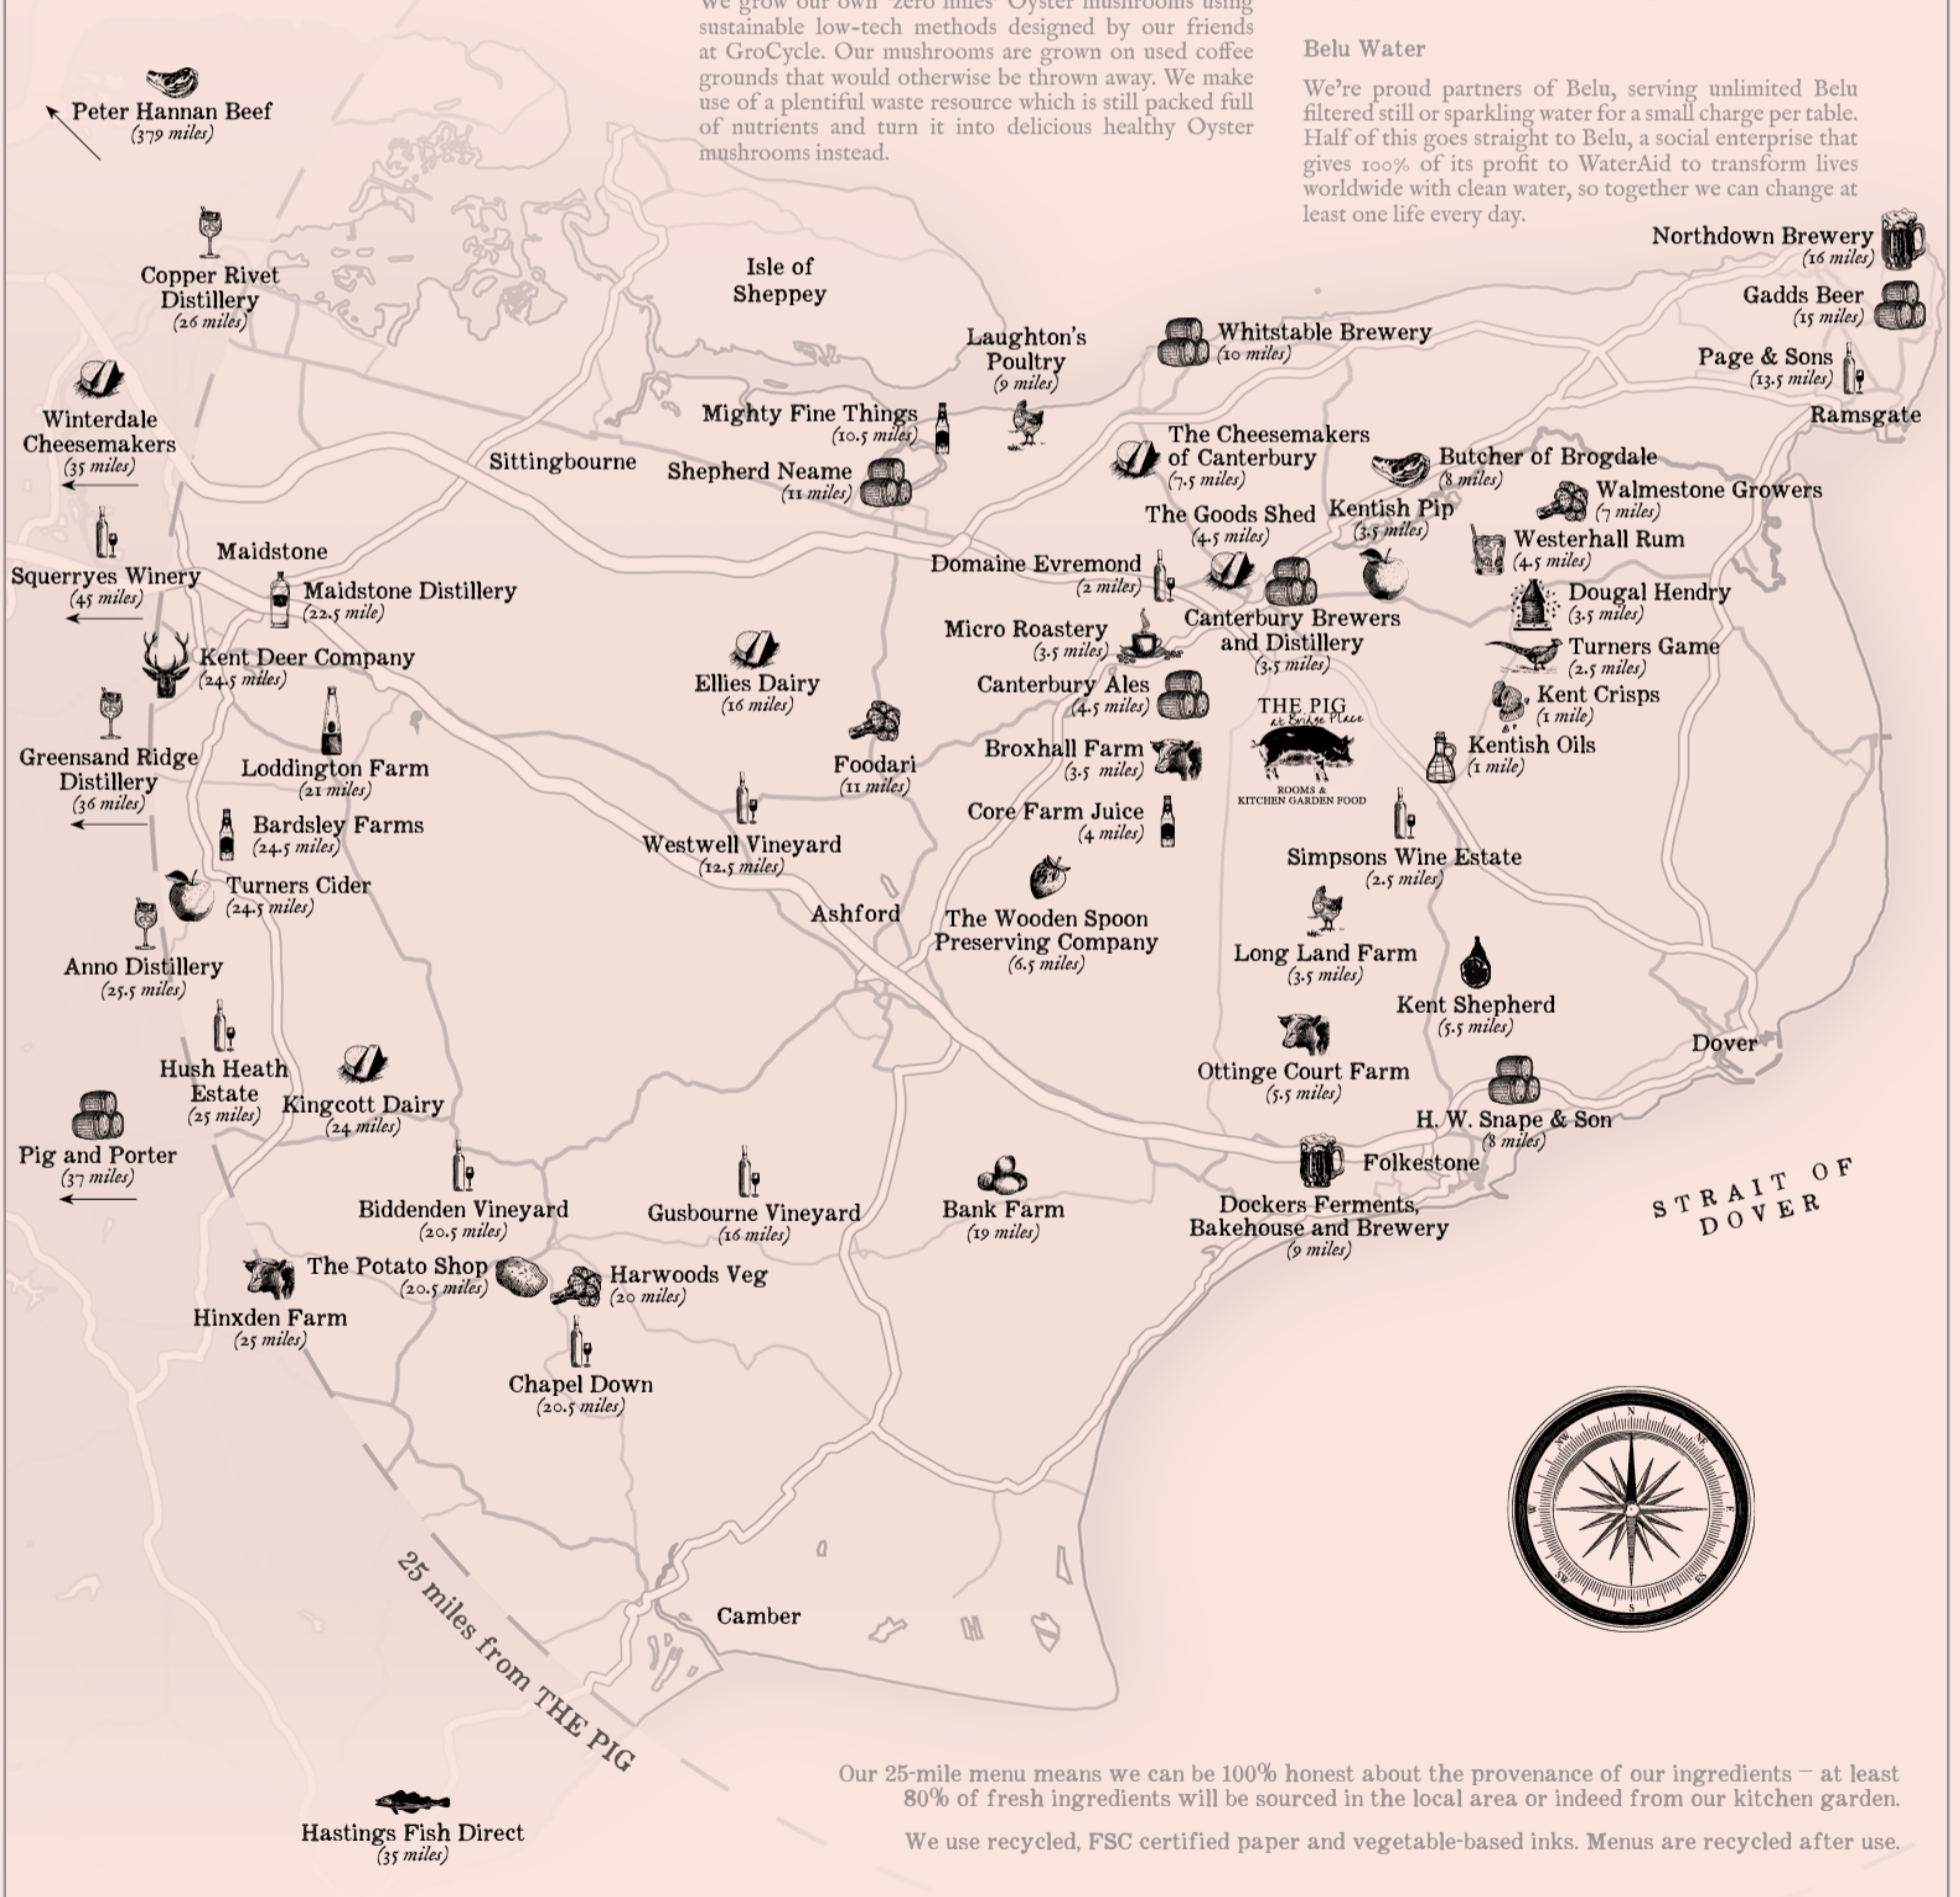 We grow our own 'zero miles' Oyster mushrooms using
sustainable low-tech methods designed by our friends
at GroCycle. Our mushrooms are grown on used coffee
grounds that would otherwise be thrown away. We make
use of a plentiful waste resource which is still packed full
of nutrients and turn it into delicious healthy Oyster
mushrooms instead.
Belu Water
We're proud partners of Belu, serving unlimited Belu
filtered still or sparkling water for a small charge per table.
Half of this goes straight to Belu, a social enterprise that
gives 100% of its profit to WaterAid to transform lives
worldwide with clean water, so together we can change at
least one life every day.
Peter Hannan Beef
(379 miles)
Copper Rivet
Distillery
(26 miles)
Isle of
Sheppey
Northdown Brewery
(16 miles)
Gadds Beer
(15 miles)
Page & Sons
(13.5 miles)
Ramsgate
Laughton's
Poultry
(9 miles)
Whitstable Brewery
(10 miles)
Winterdale
Cheesemakers
(35 miles)
Mighty Fine Things
(10.5 miles)
Sittingbourne
Shepherd Neame
(11 miles)
The Cheesemakers
of Canterbury
(7.5 miles)
Butcher of Brogdale
(8 miles)
Walmestone Growers
(7 miles)
The Goods Shed
(4.5 miles)
Kentish Pip
(3.5 miles)
Westerhall Rum
(4.5 miles)
Squerryes Winery
(45 miles)
Maidstone
Maidstone Distillery
(22.5 mile)
Domaine Evremond
(2 miles)
Dougal Hendry
(3.5 miles)
Micro Roastery
(3.5 miles)
Canterbury Brewers
and Distillery
(3.5 miles)
Turners Game
(2.5 miles)
Kent Deer Company
(24.5 miles)
Ellies Dairy
(16 miles)
Canterbury Ales
(4.5 miles)
THE PIG
at Bridge Place
ROOMS &
KITCHEN GARDEN FOOD
Kent Crisps
(1 mile)
Kentish Oils
(1 mile)
Greensand Ridge
Distillery
(36 miles)
Loddington Farm
(21 miles)
Foodari
(11 miles)
Broxhall Farm
(3.5 miles)
Core Farm Juice
(4 miles)
Bardsley Farms
(24.5 miles)
Westwell Vineyard
(12.5 miles)
Simpsons Wine Estate
(2.5 miles)
Turners Cider
(24.5 miles)
Ashford
The Wooden Spoon
Preserving Company
(6.5 miles)
Long Land Farm
(3.5 miles)
Anno Distillery
(25.5 miles)
Kent Shepherd
(5.5 miles)
Dover
Hush Heath
Estate
(25 miles)
Kingcott Dairy
(24 miles)
Ottinge Court Farm
(5.5 miles)
H. W. Snape & Son
(8 miles)
Pig and Porter
(37 miles)
Folkestone
STRAIT OF
DOVER
Biddenden Vineyard
(20.5 miles)
Gusbourne Vineyard
(16 miles)
Bank Farm
(19 miles)
Dockers Ferments,
Bakehouse and Brewery
(9 miles)
The Potato Shop
(20.5 miles)
Harwoods Veg
(20 miles)
Hinxden Farm
(25 miles)
Chapel Down
(20.5 miles)
N
NE
E
ES
S
SW
W
NW
Camber
25 miles from THE PIG
Hastings Fish Direct
(35 miles)
Our 25-mile menu means we can be 100% honest about the provenance of our ingredients – at least
80% of fresh ingredients will be sourced in the local area or indeed from our kitchen garden.
We use recycled, FSC certified paper and vegetable-based inks. Menus are recycled after use.